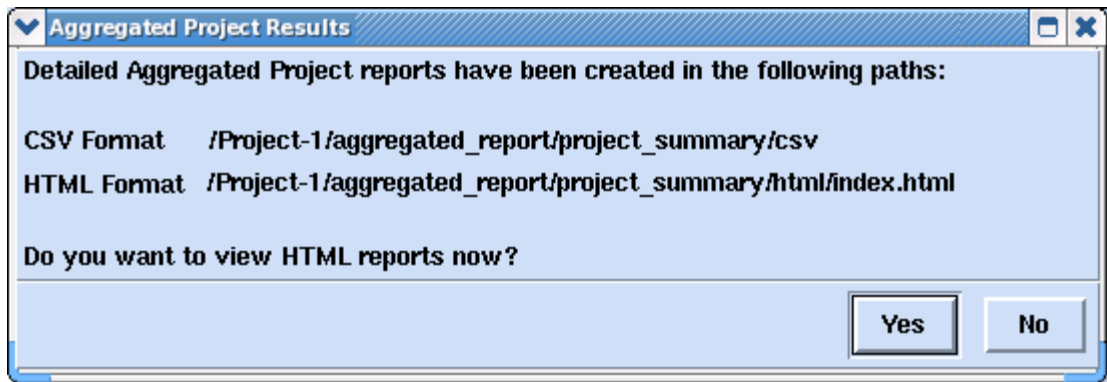 Aggregated Project Results
Detailed Aggregated Project reports have been created in the following paths:
CSV Format /Project-1/aggregated_report/project_summary/csv
HTML Format /Project-1/aggregated_report/project_summary/html/index.html
Do you want to view HTML reports now?
Yes No